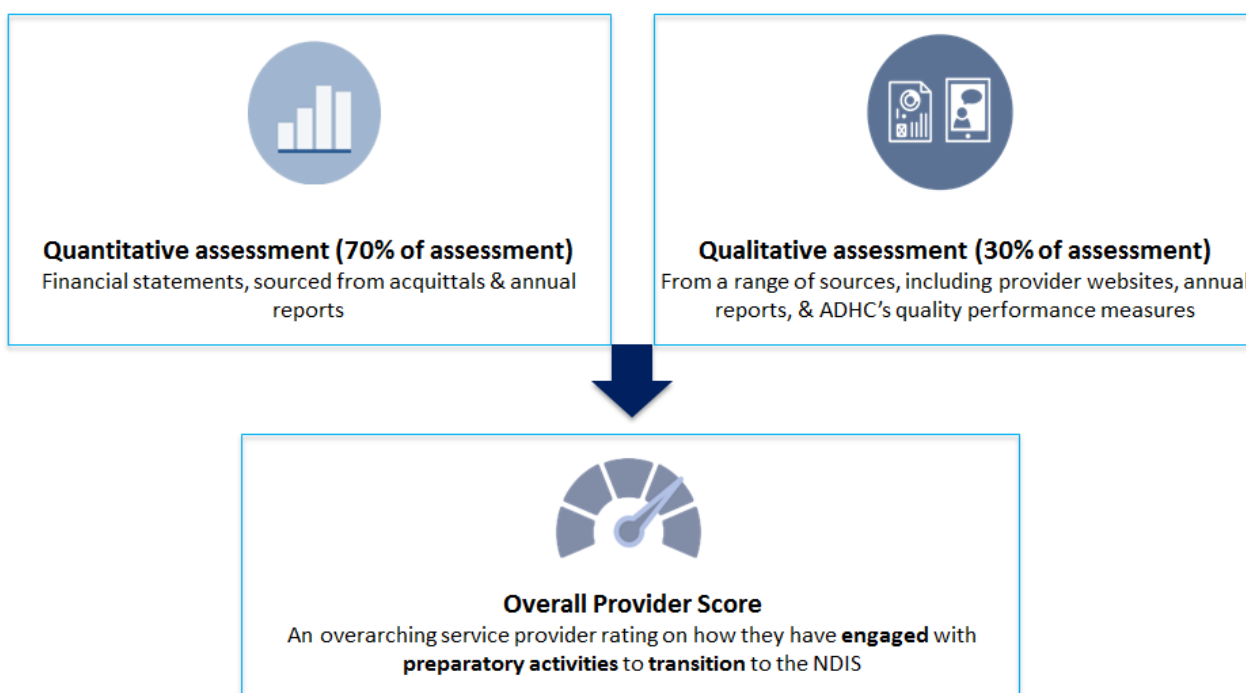 Quantitative assessment (70% of assessment)
Financial statements, sourced from acquittals & annual
reports
Qualitative assessment (30% of assessment)
From a range of sources, including provider websites, annual
reports, & ADHC's quality performance measures
Overall Provider Score
An overarching service provider rating on how they have engaged with
preparatory activities to transition to the NDIS